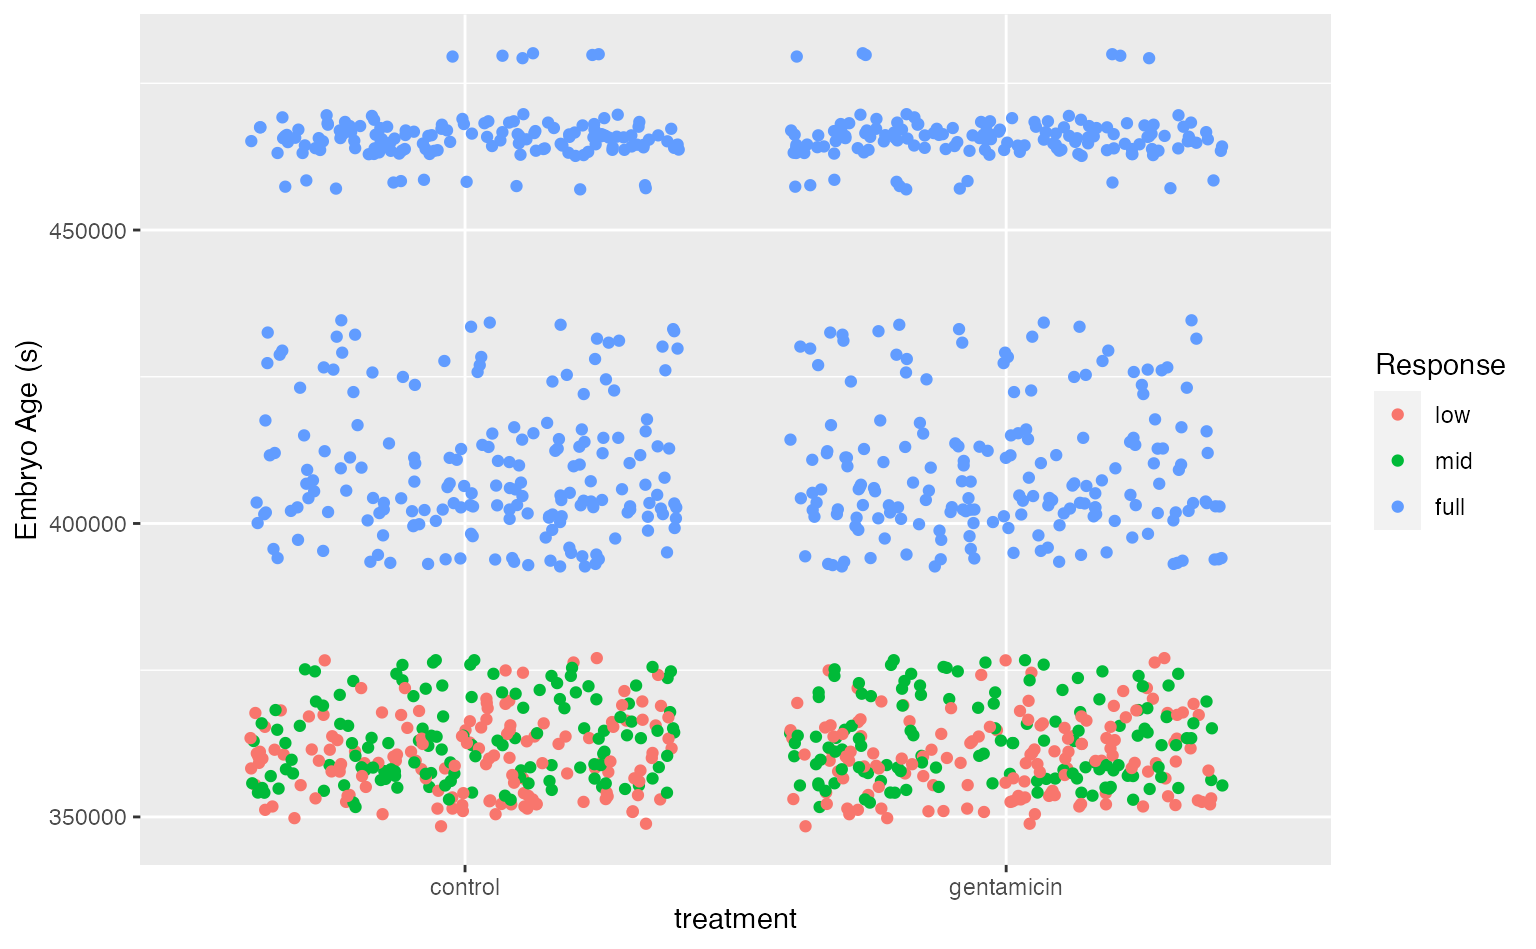 Embryo Age (s)
450000
400000
350000
control
gentamicin
treatment
Response
low
mid
full